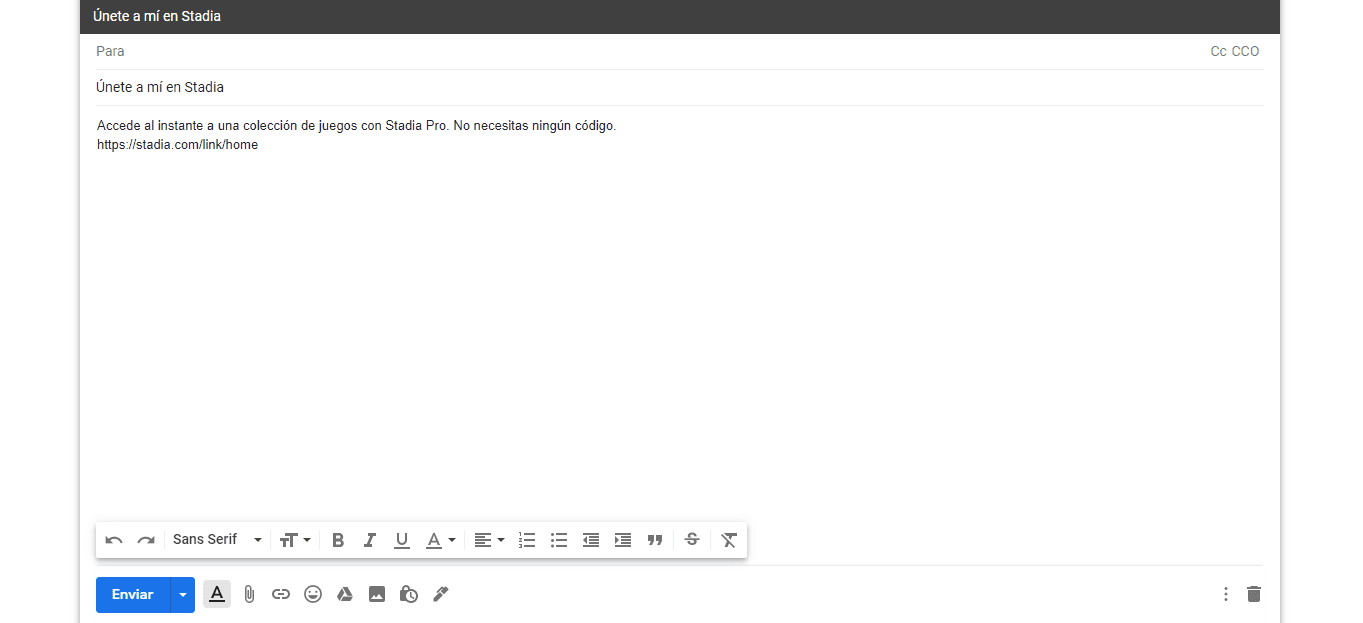 Únete a mí en Stadia
Para
Cc CCO
Únete a mí en Stadia
Accede al instante a una colección de juegos con Stadia Pro. No necesitas ningún código.
https://stadia.com/link/home
Sans Serif
Enviar